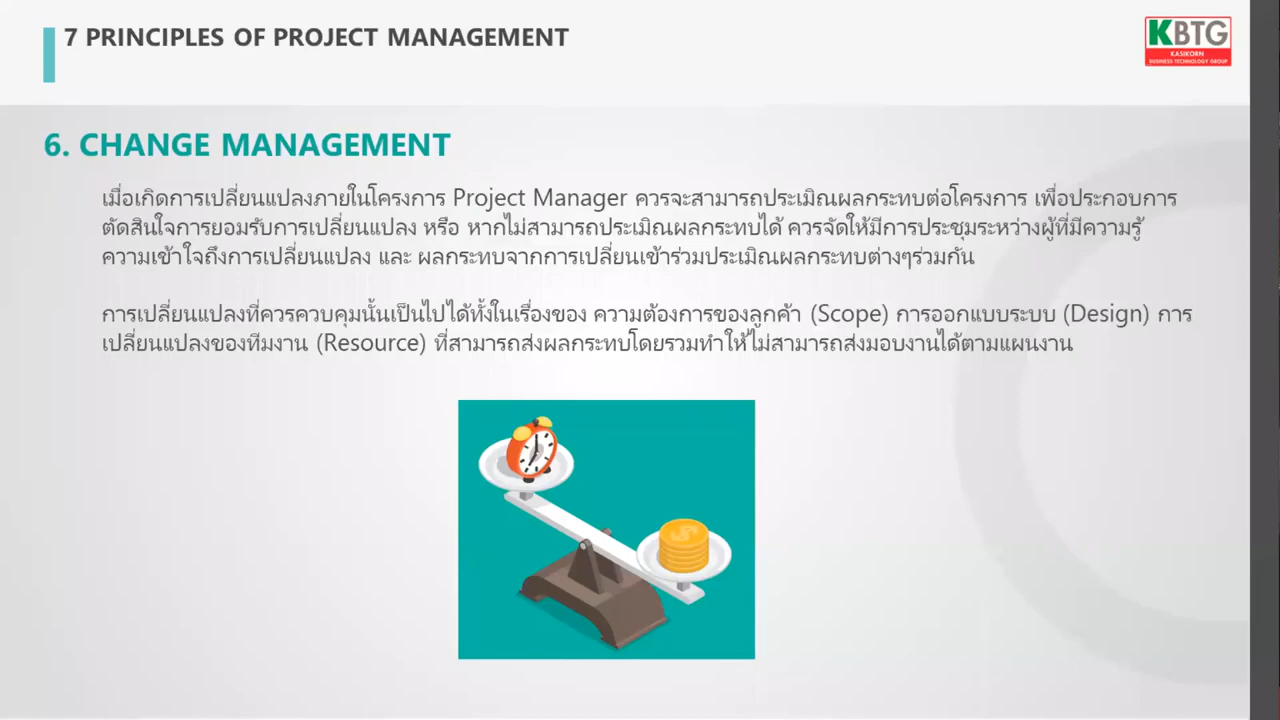 7 PRINCIPLES OF PROJECT MANAGEMENT
KBTG
KASIKORN
BUSINESS TECHNOLOGY GROUP
6. CHANGE MANAGEMENT
เมื่อเกิดการเปลี่ยนแปลงภายในโครงการ Project Manager ควรจะสามารถประเมิณผลกระทบต่อโครงการ เพื่อประกอบการ
ตัดสินใจการยอมรับการเปลี่ยนแปลง หรือ หากไม่สามารถประเมิณผลกระทบได้ ควรจัดให้มีการประชุมระหว่างผู้ที่มีความรู้
ความเข้าใจถึงการเปลี่ยนแปลง และ ผลกระทบจากการเปลี่ยนเข้าร่วมประเมิณผลกระทบต่างๆร่วมกัน
การเปลี่ยนแปลงที่ควรควบคุมนั้นเป็นไปได้ทั้งในเรื่องของ ความต้องการของลูกค้า (Scope) การออกแบบระบบ (Design) การ
เปลี่ยนแปลงของทีมงาน (Resource) ที่สามารถส่งผลกระทบโดยรวมทำให้ไม่สามารถส่งมอบงานได้ตามแผนงาน